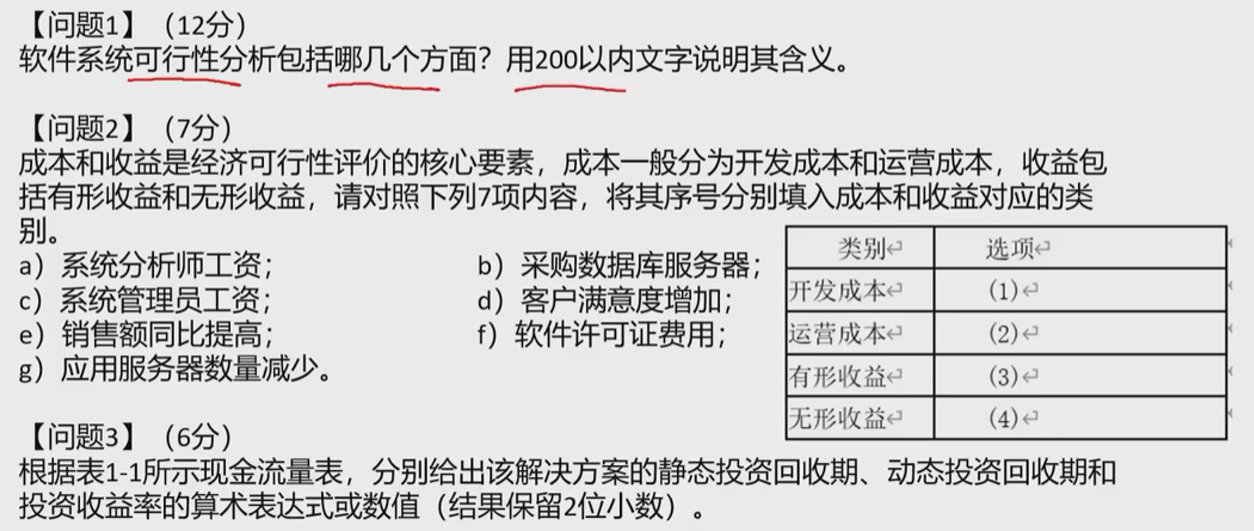 【问题1】（12分）
软件系统可行性分析包括哪几个方面？用200以内文字说明其含义。
【问题2】（7分）
成本和收益是经济可行性评价的核心要素，成本一般分为开发成本和运营成本，收益包
括有形收益和无形收益，请对照下列7项内容，将其序号分别填入成本和收益对应的类
别。
a）系统分析师工资； b）采购数据库服务器；
c）系统管理员工资； d）客户满意度增加；
e）销售额同比提高； f）软件许可证费用；
g）应用服务器数量减少。
类别 选项
开发成本 (1)
运营成本 (2)
有形收益 (3)
无形收益 (4)
【问题3】（6分）
根据表1-1所示现金流量表，分别给出该解决方案的静态投资回收期、动态投资回收期和
投资收益率的算术表达式或数值（结果保留2位小数）。